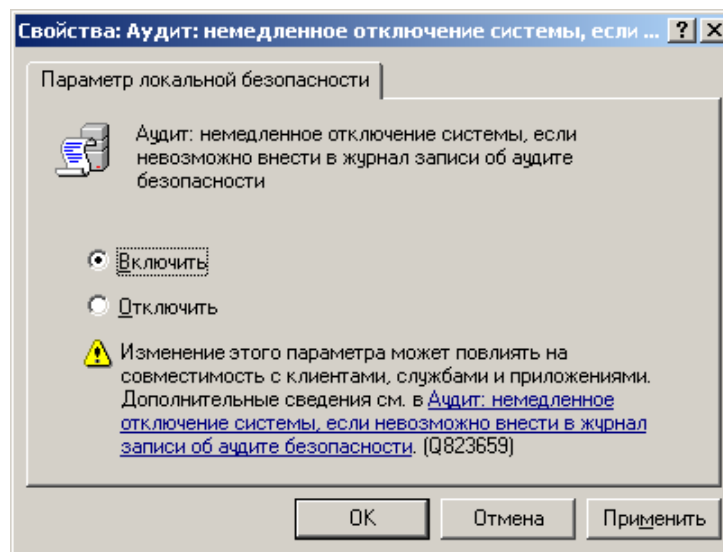 Свойства: Аудит: немедленное отключение системы, если ...
Параметр локальной безопасности
Аудит: немедленное отключение системы, если
невозможно внести в журнал записи об аудите
безопасности
Включить
Отключить
Изменение этого параметра может повлиять на
совместимость с клиентами, службами и приложениями.
Дополнительные сведения см. в Аудит: немедленное
отключение системы, если невозможно внести в журнал
записи об аудите безопасности. (Q823659)
OK Отмена Применить